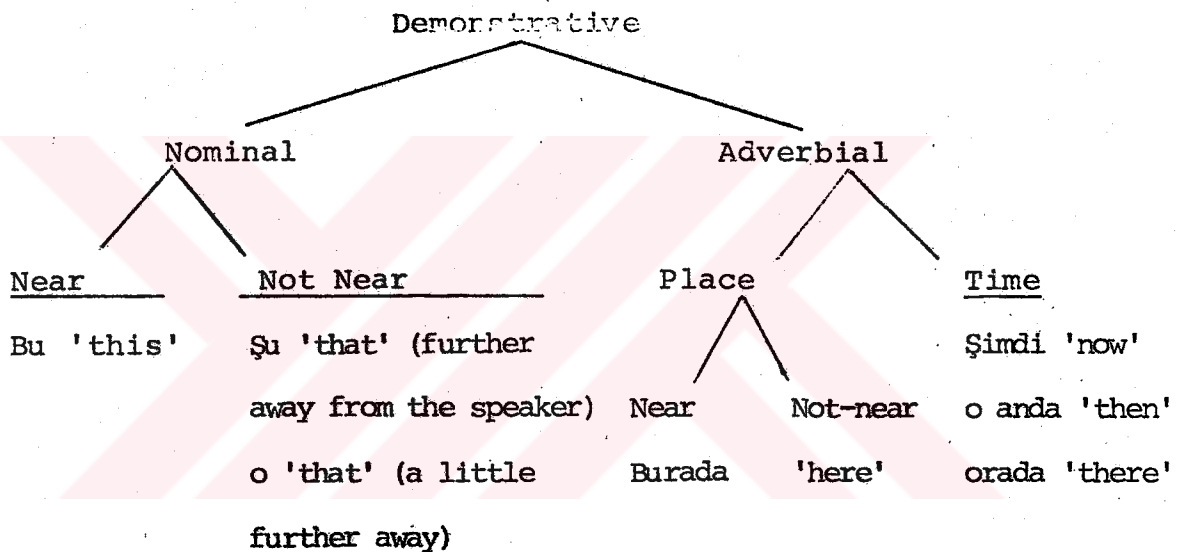 Demonstrative
Nominal Adverbial
Near Not Near Place Time
Bu 'this' Şu 'that' (further Şimdi 'now'
away from the speaker) Near Not-near o anda 'then'
o 'that' (a little Burada 'here' orada 'there'
further away)